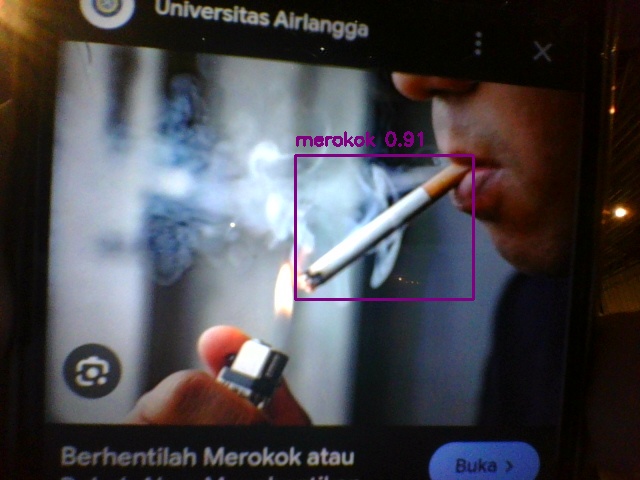 Universitas Airlangga
merokok 0.91
Berhentilah Merokok atau
Buka >